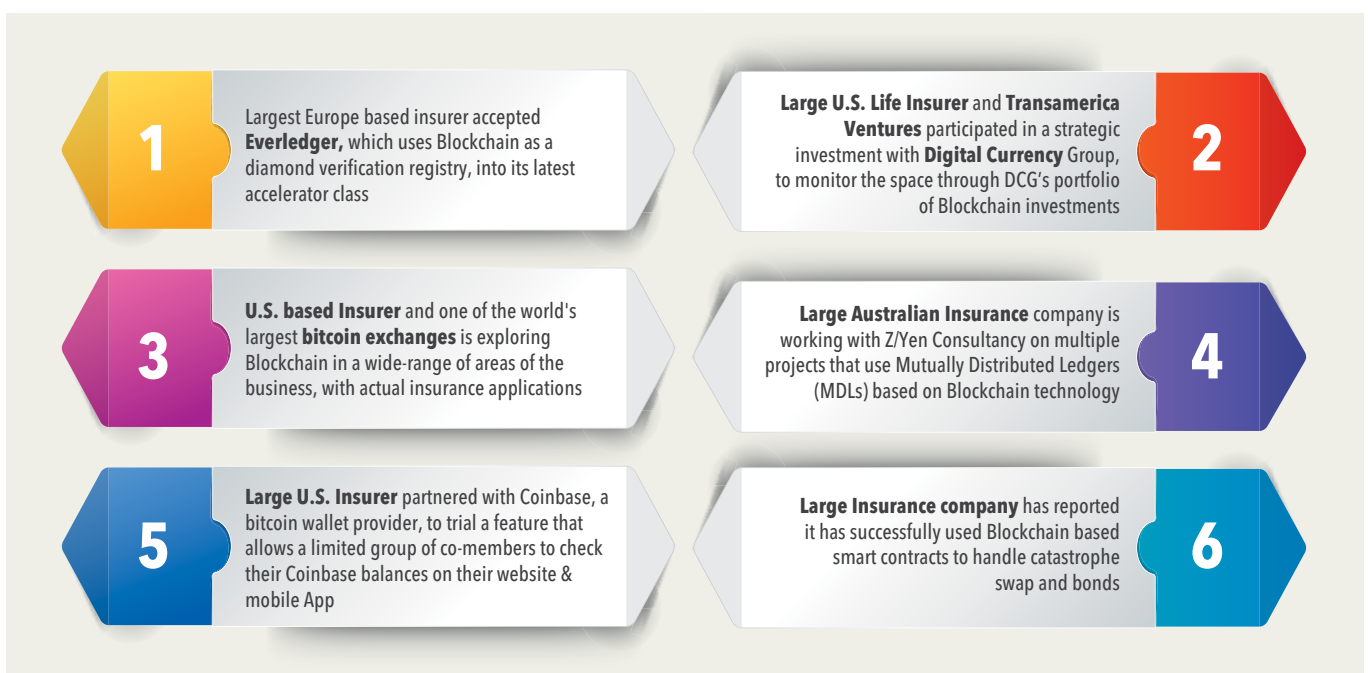 1
Largest Europe based insurer accepted
Everledger, which uses Blockchain as a
diamond verification registry, into its latest
accelerator class
Large U.S. Life Insurer and Transamerica
Ventures participated in a strategic
investment with Digital Currency Group,
to monitor the space through DCG's portfolio
of Blockchain investments
2
3
U.S. based Insurer and one of the world's
largest bitcoin exchanges is exploring
Blockchain in a wide-range of areas of the
business, with actual insurance applications
Large Australian Insurance company is
working with Z/Yen Consultancy on multiple
projects that use Mutually Distributed Ledgers
(MDLs) based on Blockchain technology
4
5
Large U.S. Insurer partnered with Coinbase, a
bitcoin wallet provider, to trial a feature that
allows a limited group of co-members to check
their Coinbase balances on their website &
mobile App
Large Insurance company has reported
it has successfully used Blockchain based
smart contracts to handle catastrophe
swap and bonds
6